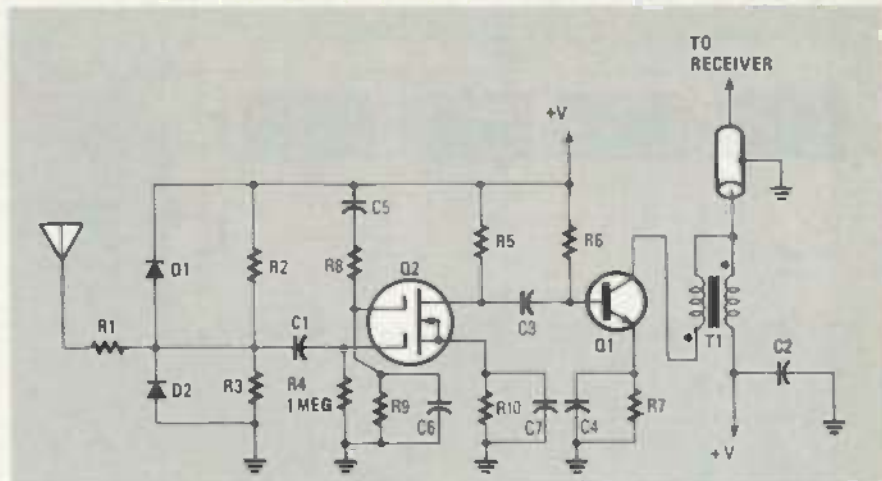 TO
RECEIVER
+V
C5
R5
R6
D1
R2
R8
Q2
R1
C1
C3
Q1
T1
C2
D2
R3
R4
1 MEG
R9
C6
R10
C7
C4
R7
+V